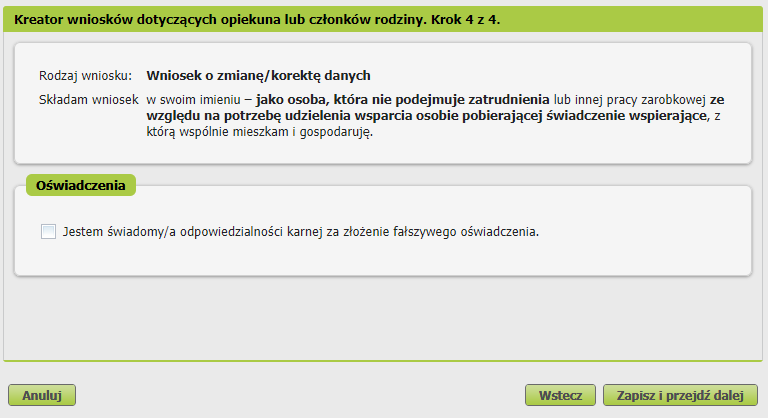 Kreator wniosków dotyczących opiekuna lub członków rodziny. Krok 4 z 4.
Rodzaj wniosku: Wniosek o zmianę/korektę danych
Składam wniosek w swoim imieniu – jako osoba, która nie podejmuje zatrudnienia lub innej pracy zarobkowej ze
względu na potrzebę udzielenia wsparcia osobie pobierającej świadczenie wspierające, z
którą wspólnie mieszkam i gospodaruję.
Oświadczenia
Jestem świadomy/a odpowiedzialności karnej za złożenie fałszywego oświadczenia.
Anuluj Wstecz Zapisz i przejdź dalej